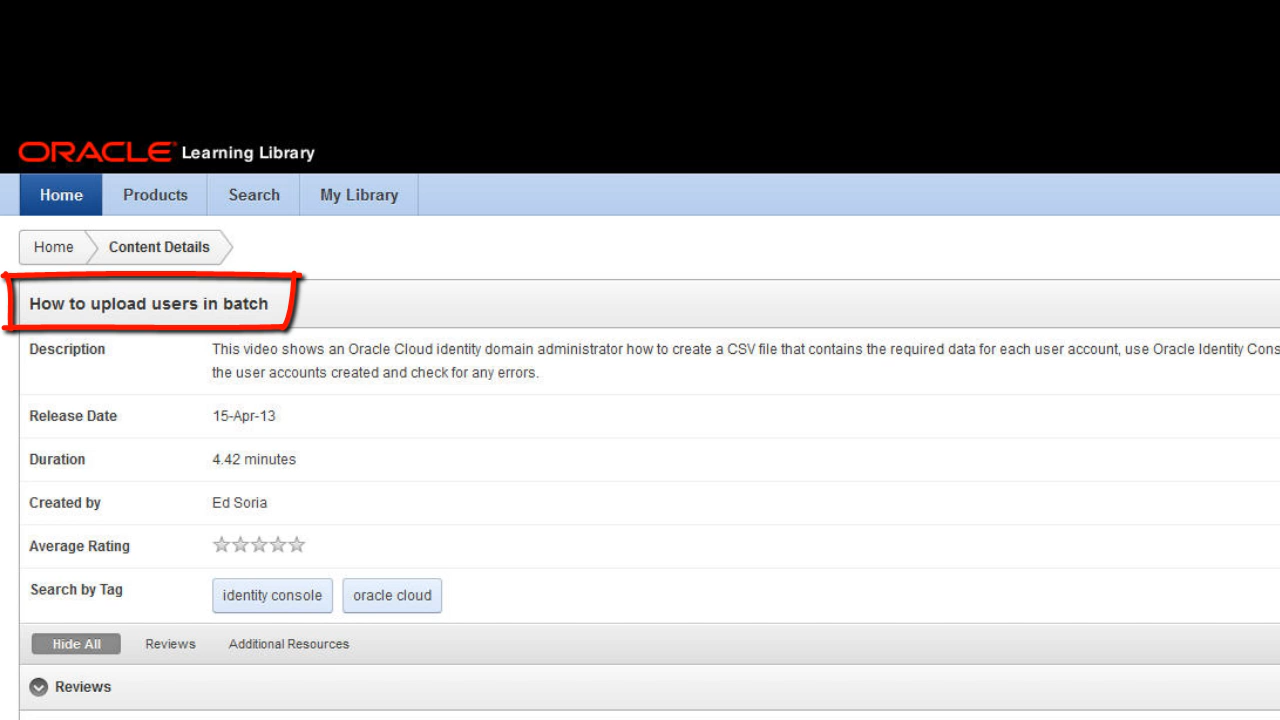 ORACLE Learning Library
Home Products Search My Library
Home Content Details
How to upload users in batch
Description This video shows an Oracle Cloud identity domain administrator how to create a CSV file that contains the required data for each user account, use Oracle Identity Cons
the user accounts created and check for any errors.
Release Date 15-Apr-13
Duration 4.42 minutes
Created by Ed Soria
Average Rating
Search by Tag identity console oracle cloud
Hide All Reviews Additional Resources
Reviews